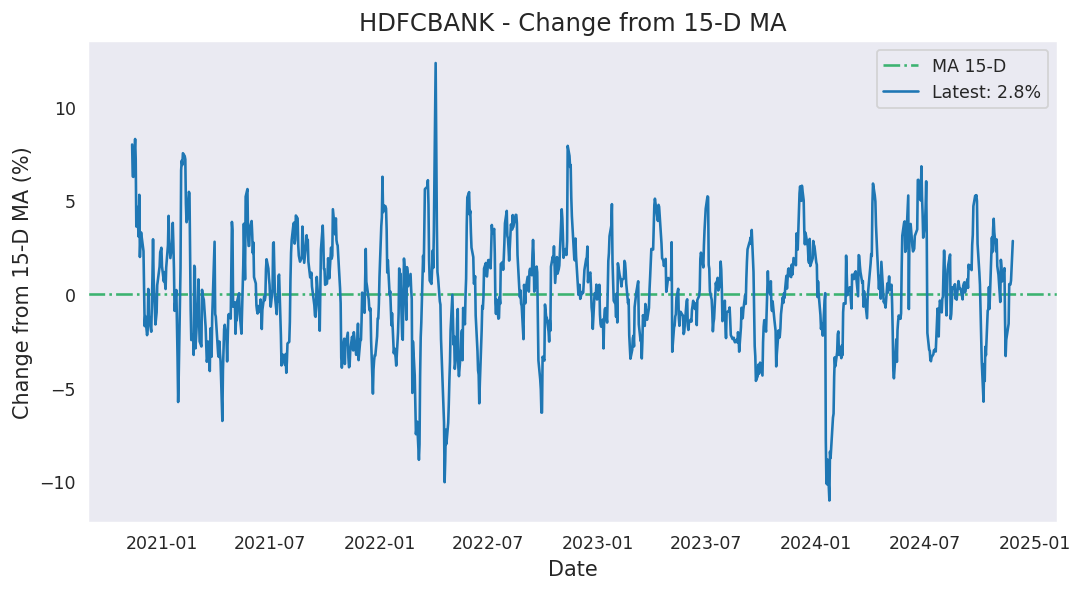 HDFCBANK - Change from 15-D MA
MA 15-D
Latest: 2.8%
Change from 15-D MA (%)
10
5
0
−5
−10
2021-01 2021-07 2022-01 2022-07 2023-01 2023-07 2024-01 2024-07 2025-01
Date